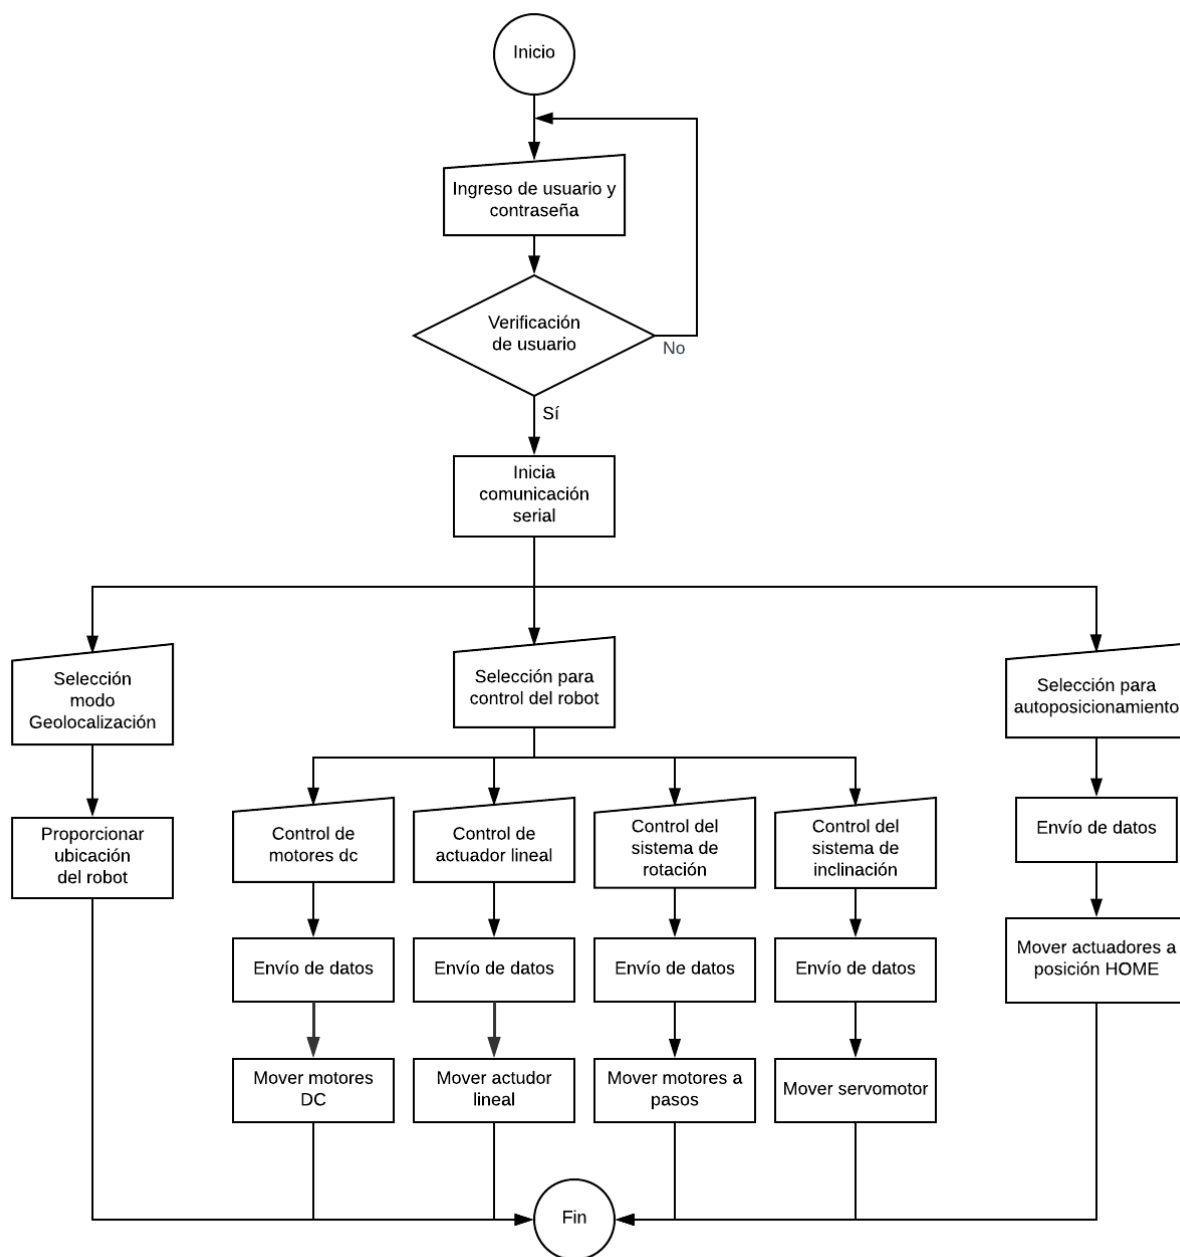 Inicio
Ingreso de usuario y
contraseña
Verificación
de usuario
No
Sí
Inicia
comunicación
serial
Selección
modo
Geolocalización
Selección para
control del robot
Selección para
autoposicionamiento
Proporcionar
ubicación
del robot
Control de
motores dc
Control de
actuador lineal
Control del
sistema de
rotación
Control del
sistema de
inclinación
Envío de datos
Envío de datos
Envío de datos
Envío de datos
Envío de datos
Mover actuadores a
posición HOME
Mover motores
DC
Mover actudor
lineal
Mover motores a
pasos
Mover servomotor
Fin